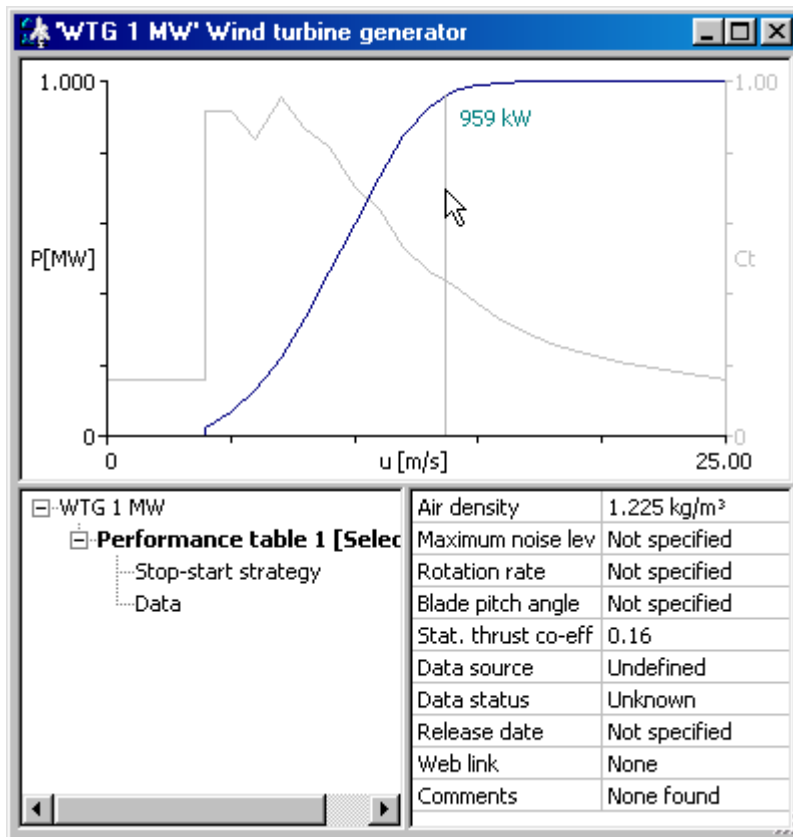 'WTG 1 MW' Wind turbine generator
1.000
1.00
959 kW
P[MW]
Ct
0
0
0
u [m/s]
25.00
WTG 1 MW
Performance table 1 [Selec
Stop-start strategy
Data
Air density 1.225 kg/m³
Maximum noise lev Not specified
Rotation rate Not specified
Blade pitch angle Not specified
Stat. thrust co-eff 0.16
Data source Undefined
Data status Unknown
Release date Not specified
Web link None
Comments None found